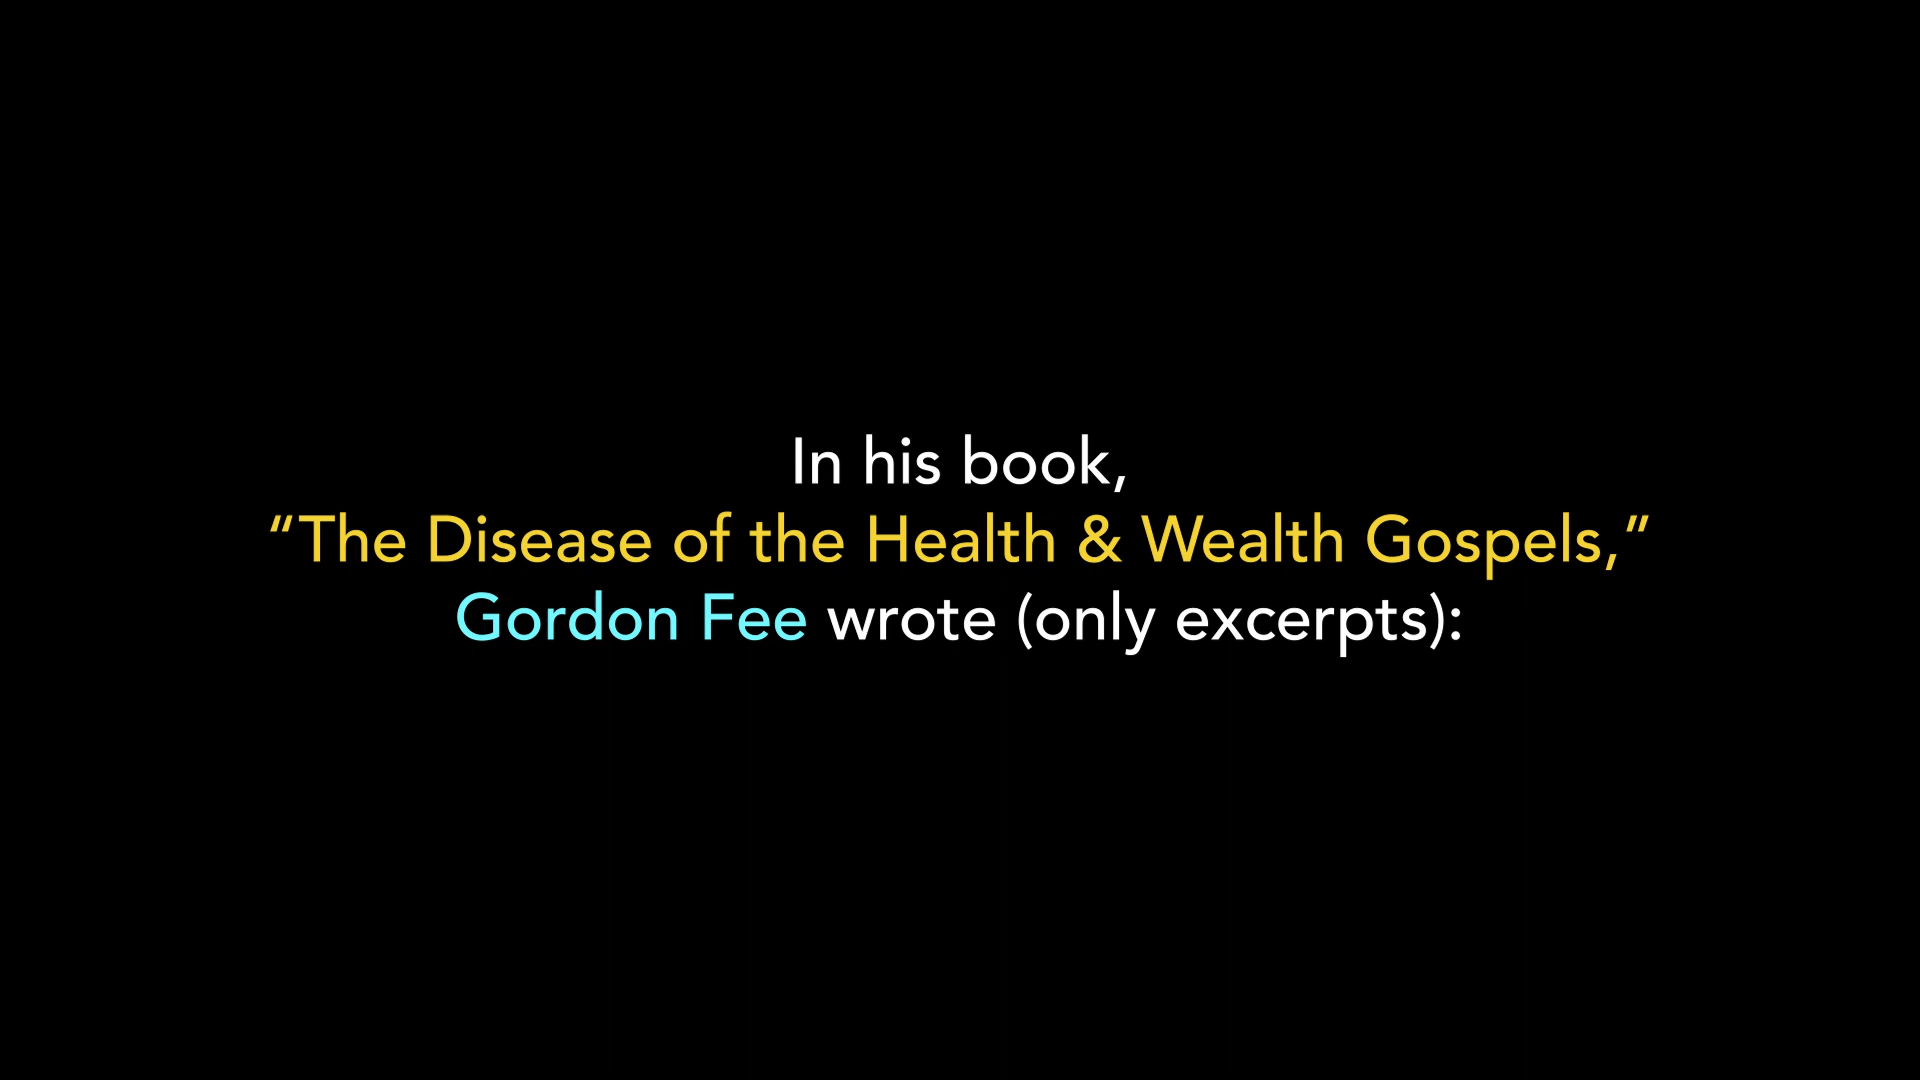 In his book,
“The Disease of the Health & Wealth Gospels,”
Gordon Fee wrote (only excerpts):